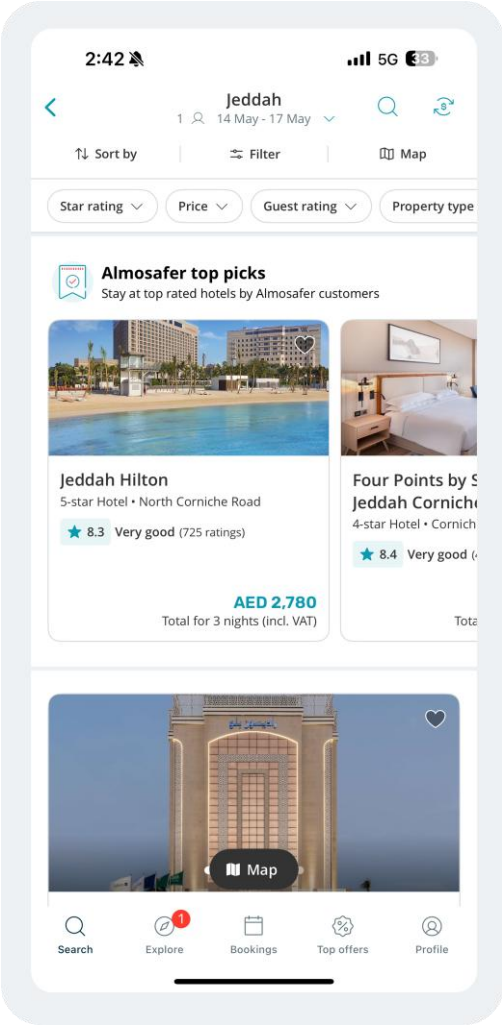 2:42
5G
33
Jeddah
1 14 May - 17 May
Sort by
Filter
Map
Star rating
Price
Guest rating
Property type
Almosafer top picks
Stay at top rated hotels by Almosafer customers
Jeddah Hilton
5-star Hotel • North Corniche Road
8.3 Very good (725 ratings)
AED 2,780
Total for 3 nights (incl. VAT)
Four Points by S
Jeddah Corniche
4-star Hotel • Cornich
8.4 Very good (4
Tota
Map
1
Search
Explore
Bookings
Top offers
Profile